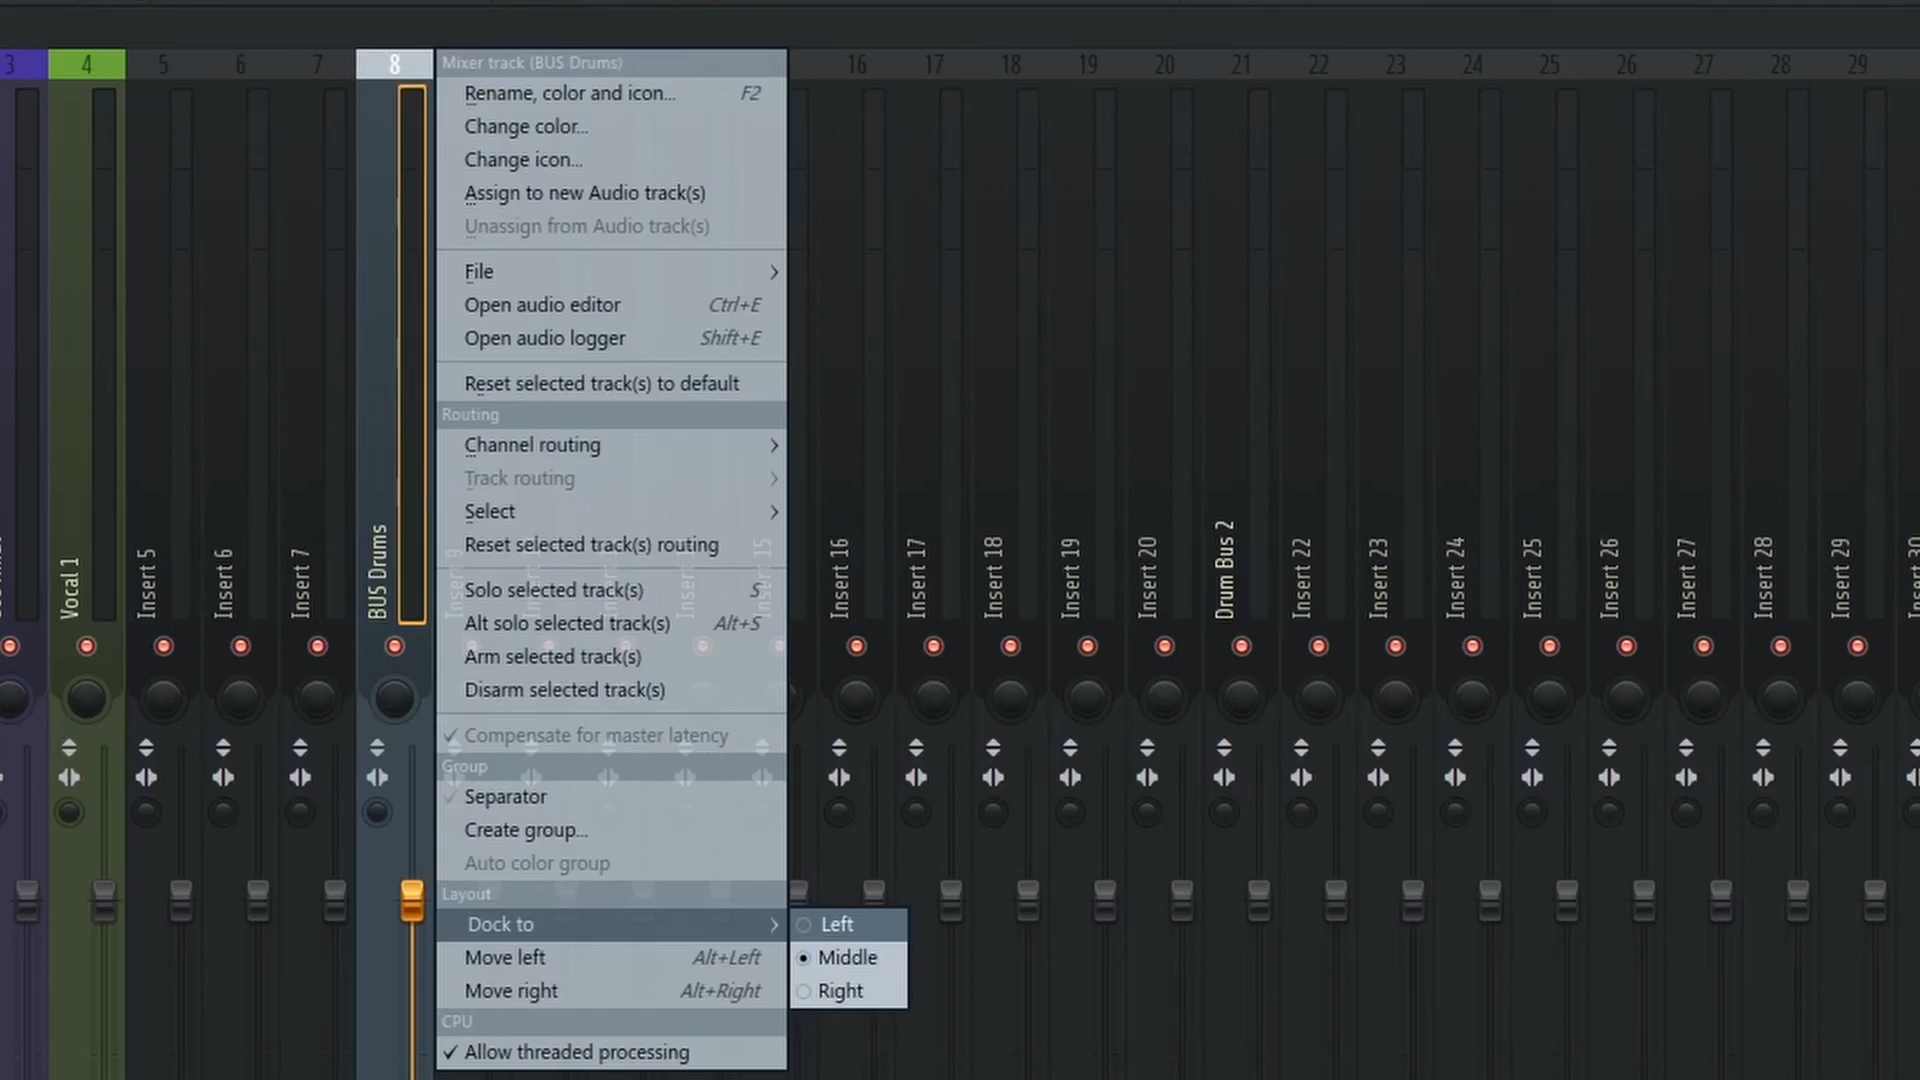 3
4
5
6
7
8
Mixer track (BUS Drums)
16
17
18
19
20
21
22
23
24
25
26
27
28
29
Rename, color and icon... F2
Change color...
Change icon...
Assign to new Audio track(s)
Unassign from Audio track(s)
File
Open audio editor Ctrl+E
Open audio logger Shift+E
Reset selected track(s) to default
Routing
Channel routing
Track routing
Select
Reset selected track(s) routing
Solo selected track(s) S
Alt solo selected track(s) Alt+S
Arm selected track(s)
Disarm selected track(s)
Compensate for master latency
Group
Separator
Create group...
Auto color group
Layout
Dock to
Left
Move left Alt+Left
Middle
Move right Alt+Right
Right
CPU
Allow threaded processing
Vocal 1
Insert 5
Insert 6
Insert 7
BUS Drums
Insert 9
Insert 15
Insert 16
Insert 17
Insert 18
Insert 19
Insert 20
Drum Bus 2
Insert 22
Insert 23
Insert 24
Insert 25
Insert 26
Insert 27
Insert 28
Insert 29
Insert 30